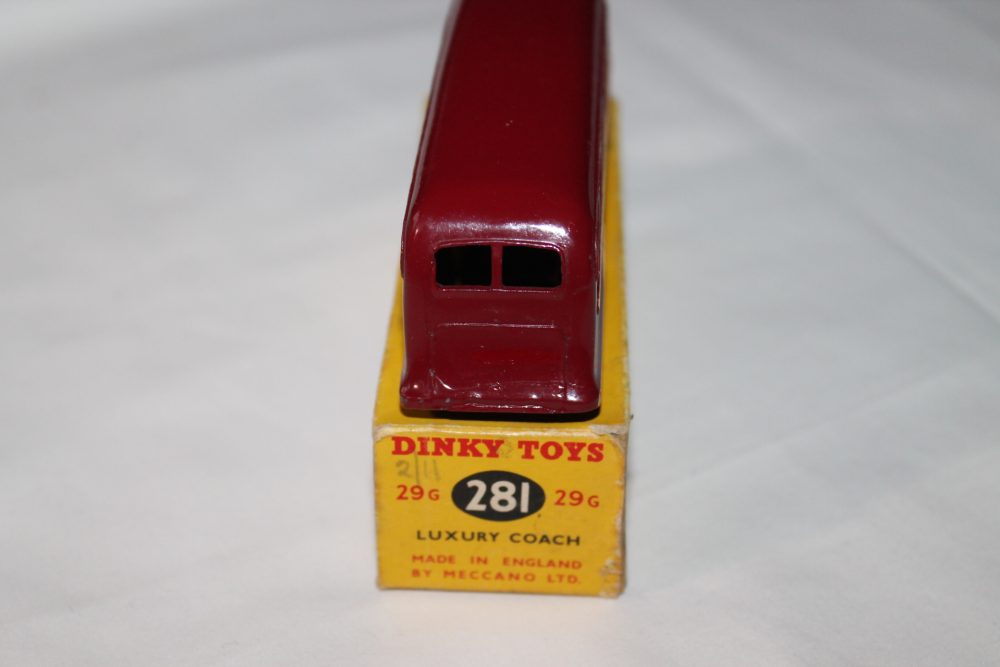 DINKY TOYS
2/11
29G 281 29G
LUXURY COACH
MADE IN ENGLAND
BY MECCANO LTD.